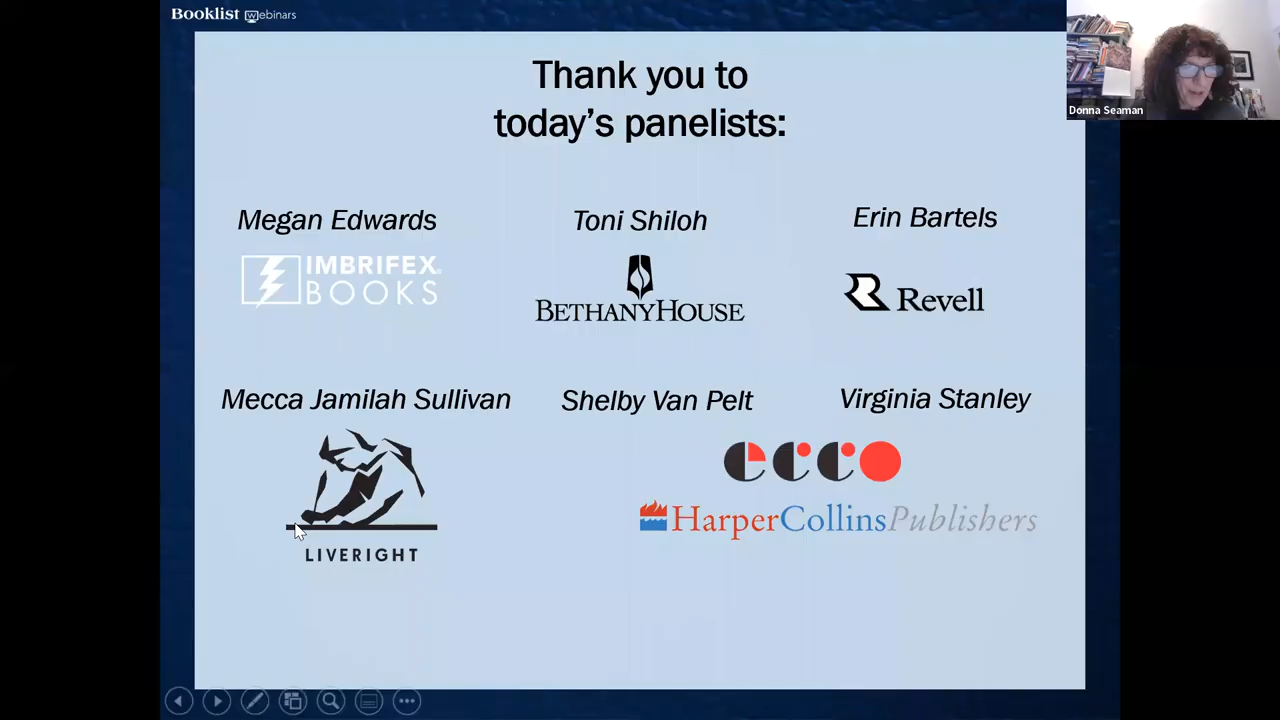 Booklist Webinars
Donna Seaman
Thank you to
today's panelists:
Megan Edwards
Toni Shiloh
Erin Bartels
IMBRIFEX®
BOOKS
BETHANYHOUSE
Revell
Mecca Jamilah Sullivan
Shelby Van Pelt
Virginia Stanley
ecco
HarperCollinsPublishers
LIVERIGHT